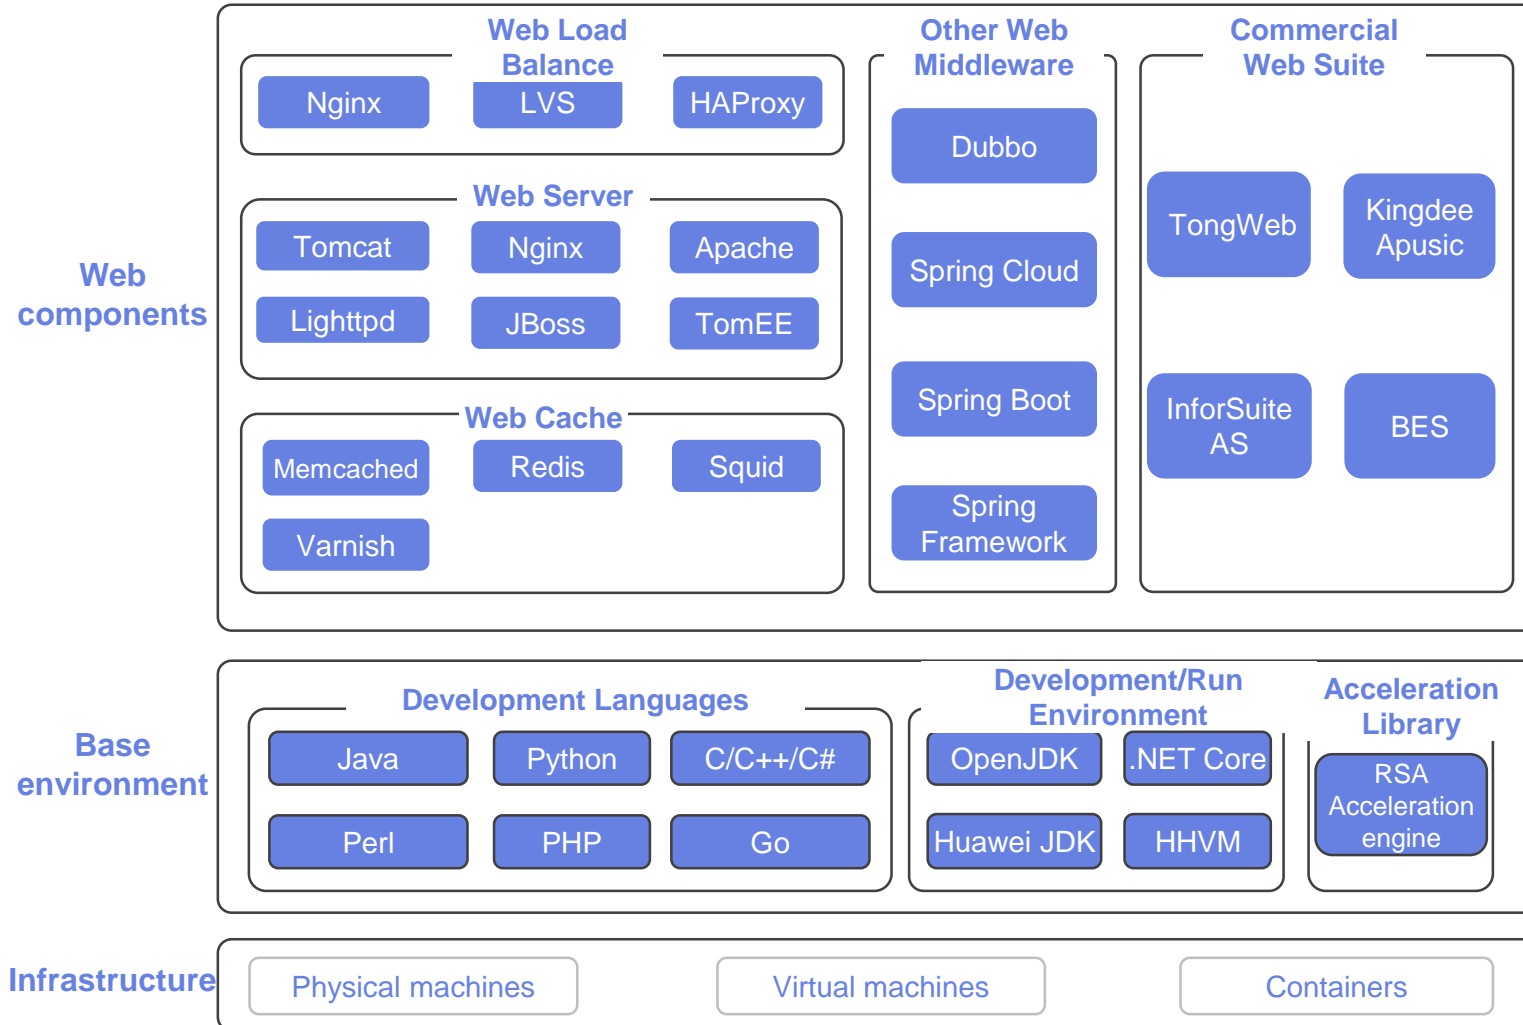 Web
components
Web Load
Balance
Nginx
LVS
HAProxy
Web Server
Tomcat
Nginx
Apache
Lighttpd
JBoss
TomEE
Web Cache
Memcached
Redis
Squid
Varnish
Other Web
Middleware
Dubbo
Spring Cloud
Spring Boot
Spring
Framework
Commercial
Web Suite
TongWeb
Kingdee
Apusic
InforSuite
AS
BES
Base
environment
Development Languages
Java
Python
C/C++/C#
Perl
PHP
Go
Development/Run
Environment
OpenJDK
.NET Core
Huawei JDK
HHVM
Acceleration
Library
RSA
Acceleration
engine
Infrastructure
Physical machines
Virtual machines
Containers